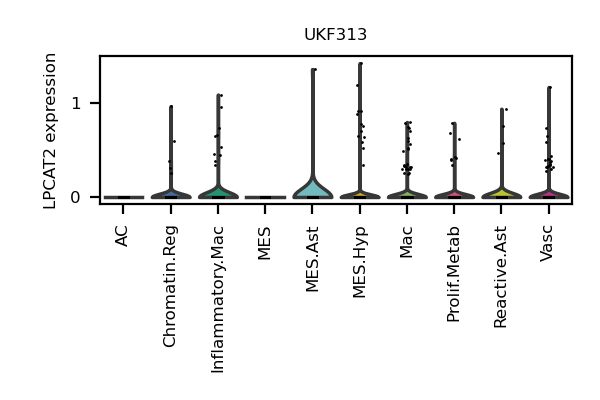 UKF313
LPCAT2 expression
1
0
AC
Chromatin.Reg
Inflammatory.Mac
MES
MES.Ast
MES.Hyp
Mac
Prolif.Metab
Reactive.Ast
Vasc